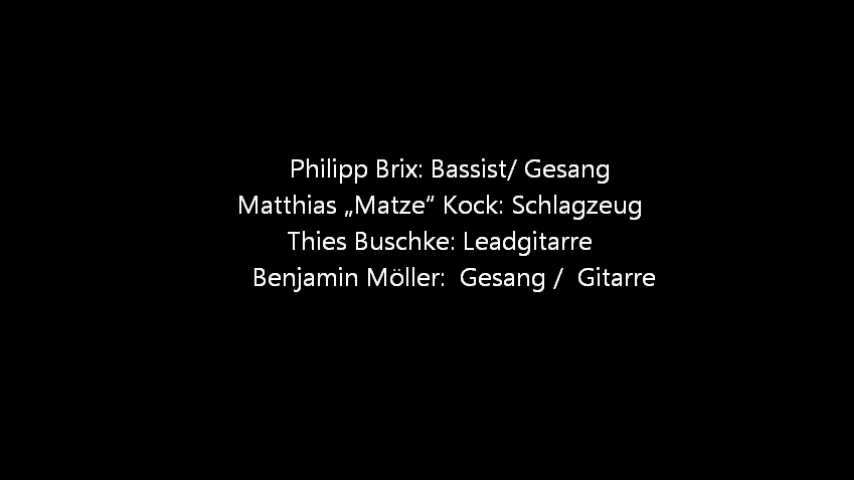 Philipp Brix: Bassist/ Gesang
Matthias „Matze“ Kock: Schlagzeug
Thies Buschke: Leadgitarre
Benjamin Möller:  Gesang /  Gitarre